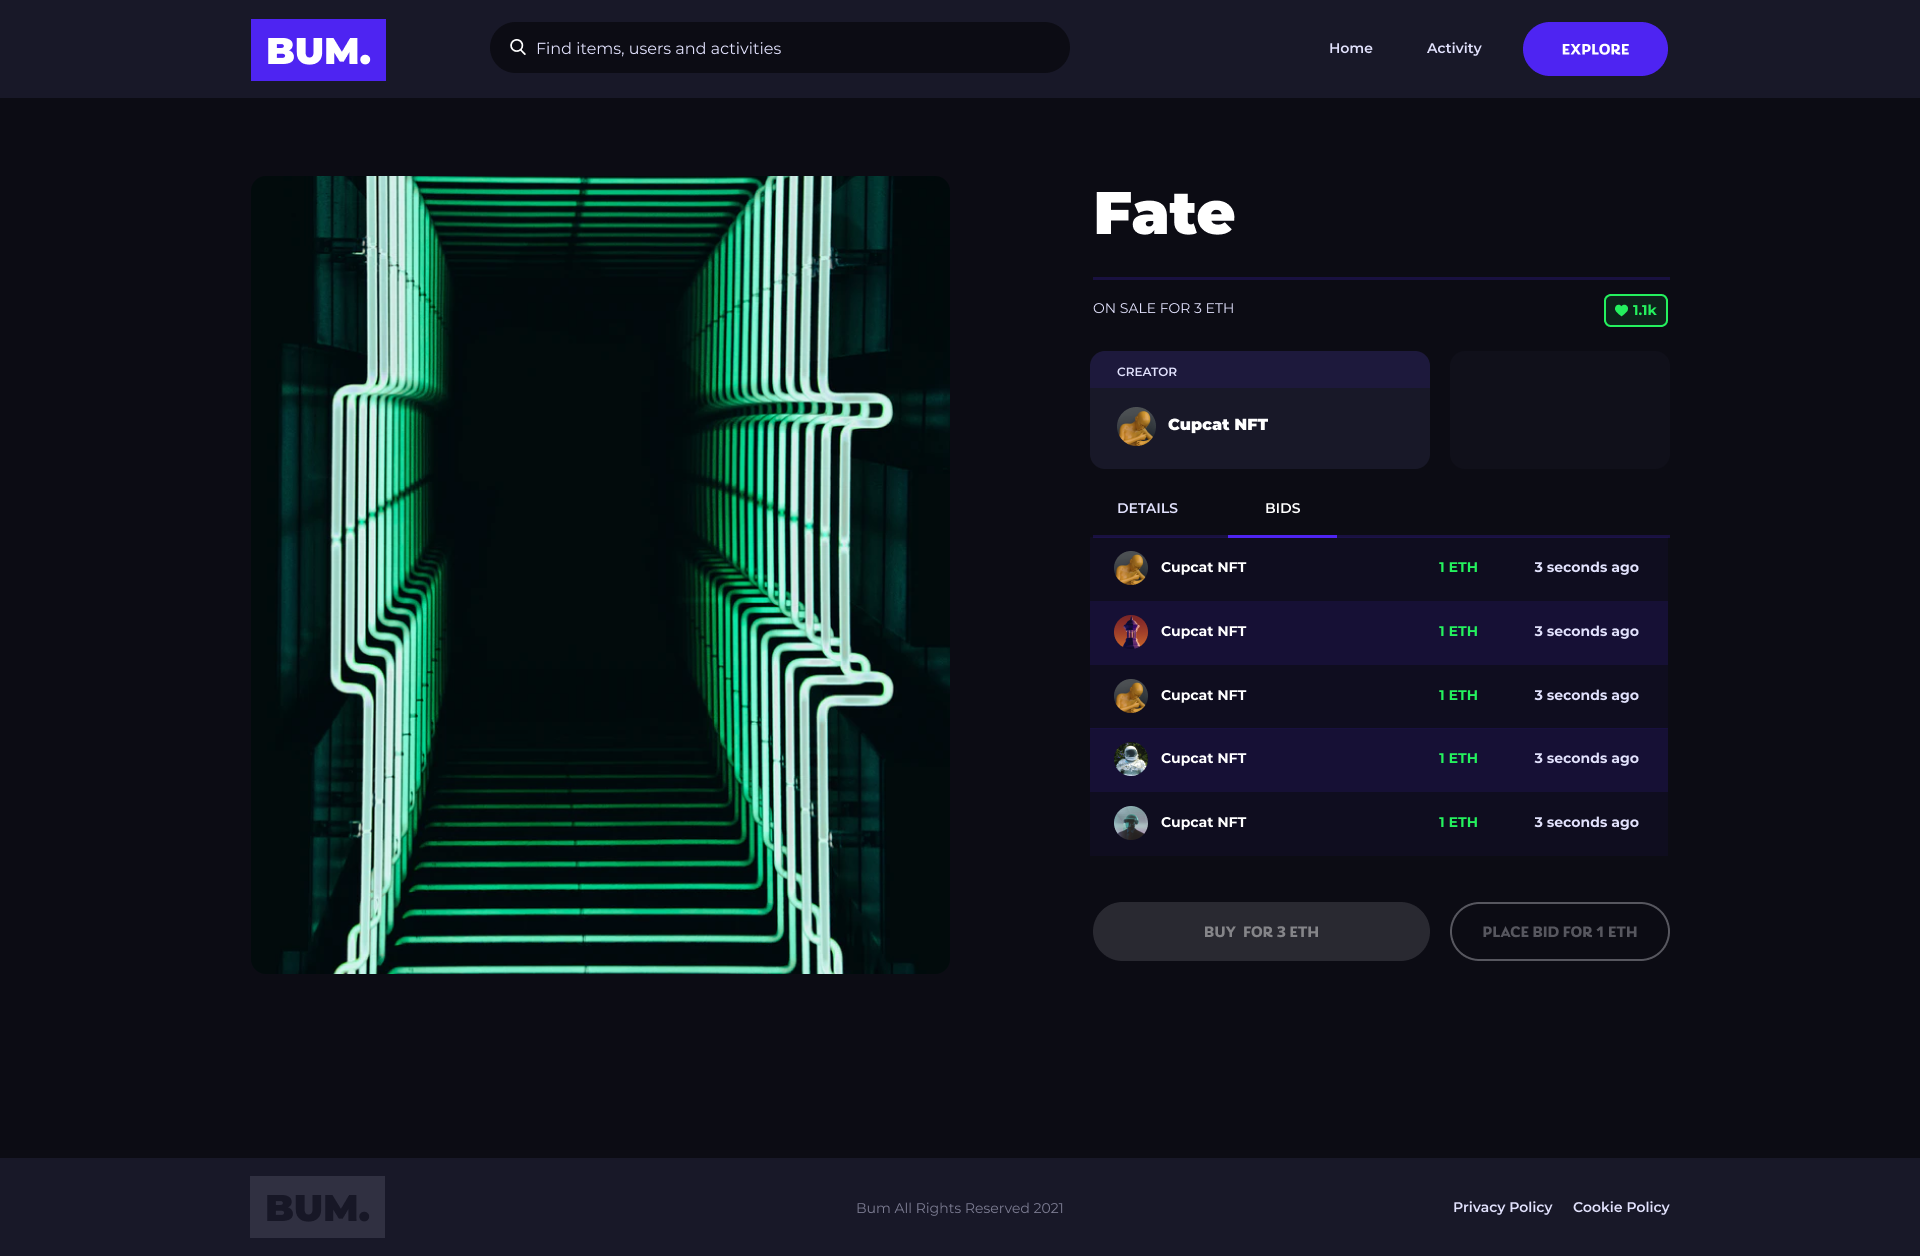 BUM.
Find items, users and activities
Home
Activity
EXPLORE
Fate
ON SALE FOR 3 ETH
1.1k
CREATOR
Cupcat NFT
DETAILS
BIDS
Cupcat NFT 1 ETH 3 seconds ago
Cupcat NFT 1 ETH 3 seconds ago
Cupcat NFT 1 ETH 3 seconds ago
Cupcat NFT 1 ETH 3 seconds ago
Cupcat NFT 1 ETH 3 seconds ago
BUY FOR 3 ETH
PLACE BID FOR 1 ETH
BUM.
Bum All Rights Reserved 2021
Privacy Policy
Cookie Policy